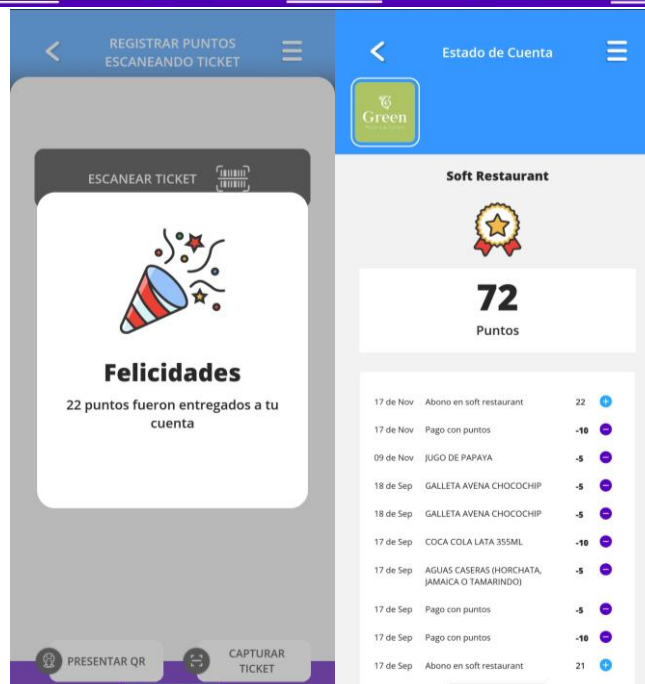 REGISTRAR PUNTOS
ESCANEANDO TICKET
ESCANEAR TICKET
Felicidades
22 puntos fueron entregados a tu
cuenta
PRESENTAR QR
CAPTURAR
TICKET
Estado de Cuenta
Green
Soft Restaurant
72
Puntos
17 de Nov Abono en soft restaurant 22
17 de Nov Pago con puntos -10
09 de Nov JUGO DE PAPAYA -5
18 de Sep GALLETA AVENA CHOCOCHIP -5
18 de Sep GALLETA AVENA CHOCOCHIP -5
17 de Sep COCA COLA LATA 355ML -10
17 de Sep AGUAS CASERAS (HORCHATA, -5
JAMAICA O TAMARINDO)
17 de Sep Pago con puntos -5
17 de Sep Pago con puntos -10
17 de Sep Abono en soft restaurant 21